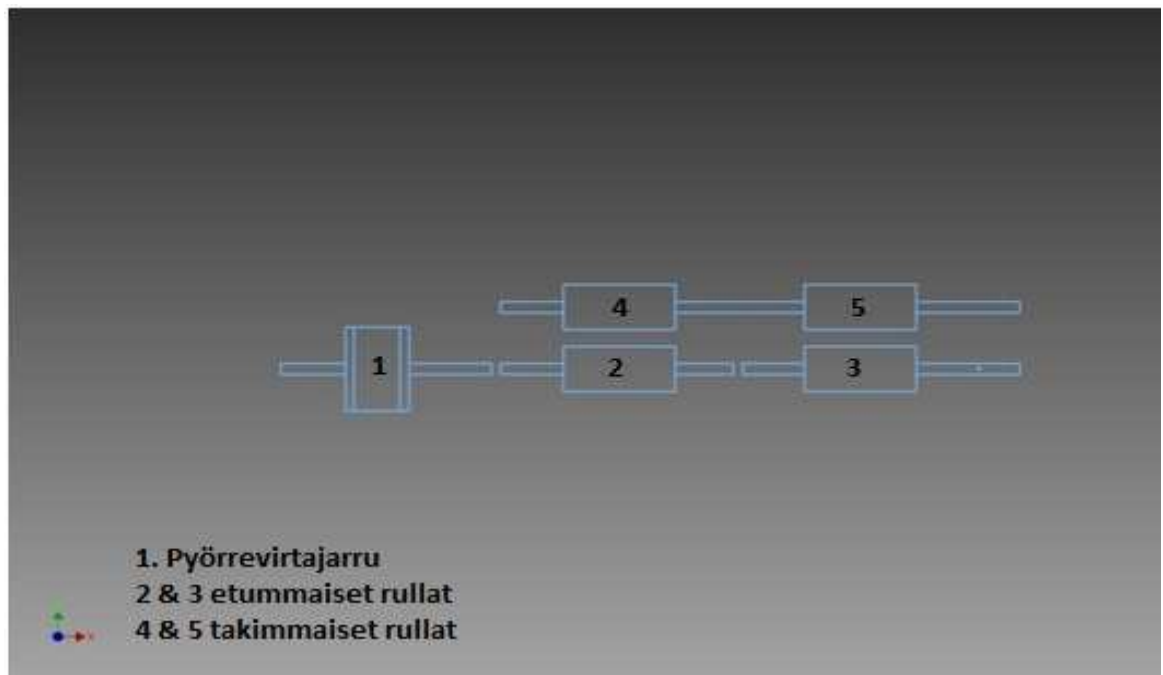 4 5
1 2 3
1. Pyörrevirtajarru
2 & 3 etummaiset rullat
4 & 5 takimmaiset rullat